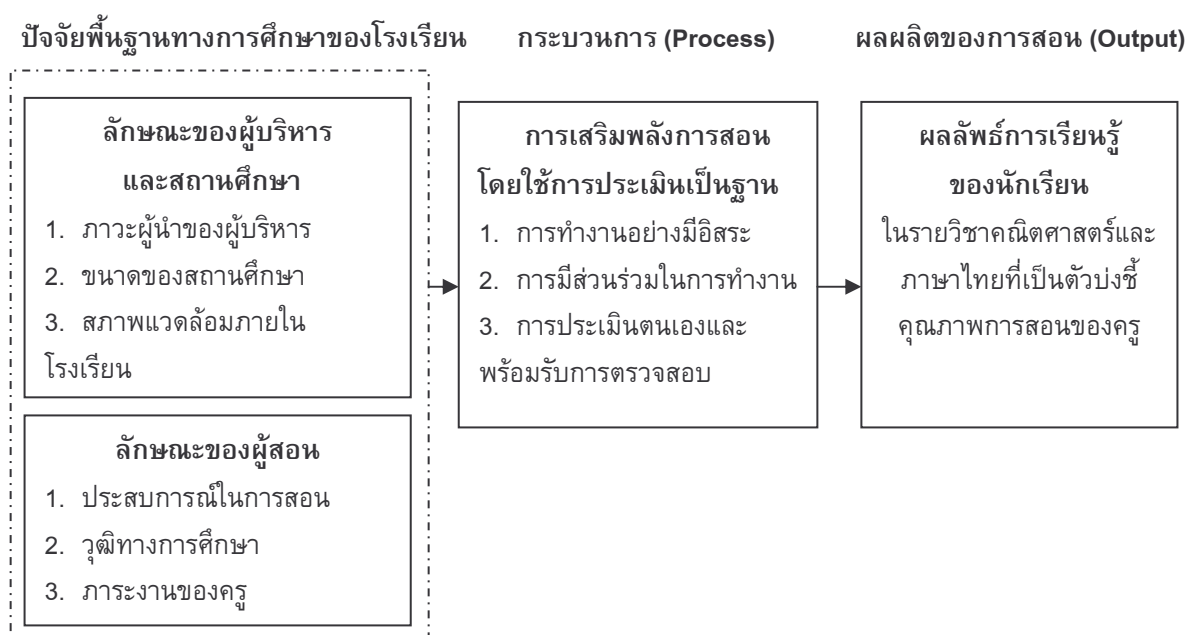 ปัจจัยพื้นฐานทางการศึกษาของโรงเรียน
กระบวนการ (Process)
ผลผลิตของการสอน (Output)
ลักษณะของผู้บริหาร
และสถานศึกษา
1. ภาวะผู้นำของผู้บริหาร
2. ขนาดของสถานศึกษา
3. สภาพแวดล้อมภายใน
โรงเรียน
ลักษณะของผู้สอน
1. ประสบการณ์ในการสอน
2. วุฒิทางการศึกษา
3. ภาระงานของครู
การเสริมพลังการสอน
โดยใช้การประเมินเป็นฐาน
1. การทำงานอย่างมีอิสระ
2. การมีส่วนร่วมในการทำงาน
3. การประเมินตนเองและ
พร้อมรับการตรวจสอบ
ผลลัพธ์การเรียนรู้
ของนักเรียน
ในรายวิชาคณิตศาสตร์และ
ภาษาไทยที่เป็นตัวบ่งชี้
คุณภาพการสอนของครู